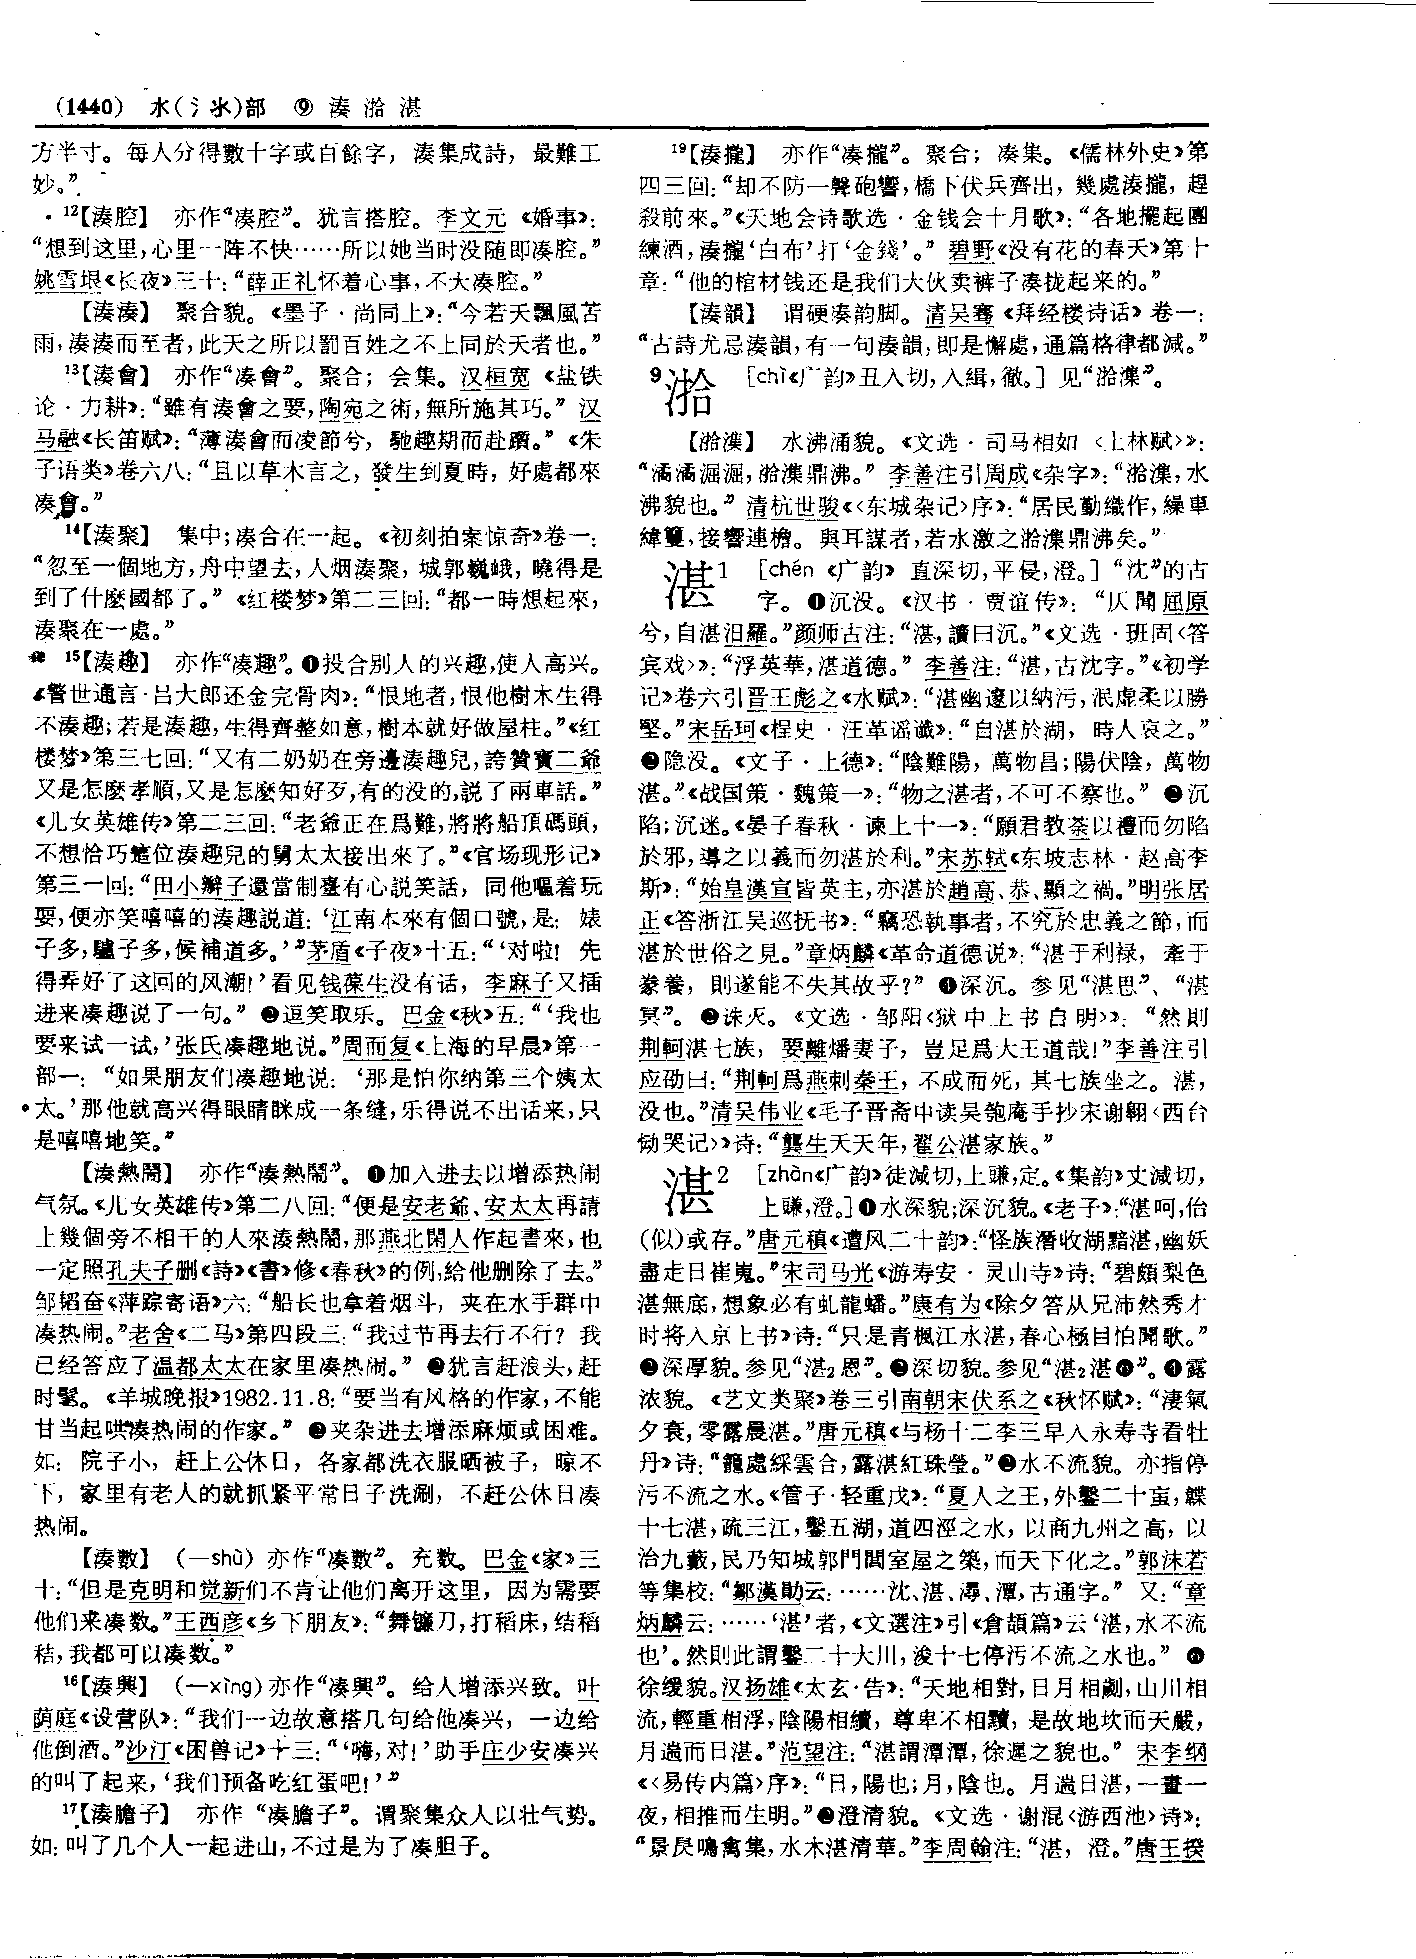 (1440) 水(氵氺)部 ⑨ 湊 湁 湛
方半寸。每人分得數十字或百餘字，湊集成詩，最難工
妙。”
12【湊腔】 亦作“凑腔”。犹言搭腔。李文元《婚事》：
“想到这里，心里一阵不快……所以她当时没随即凑腔。”
姚雪垠《长夜》三十：“薛正礼怀着心事，不大凑腔。”
【湊湊】 聚合貌。《墨子·尚同上》：“今若天飄風苦
雨，湊湊而至者，此天之所以罰百姓之不上同於天者也。”
13【湊會】 亦作“凑會”。聚合；会集。汉桓宽《盐铁
论·力耕》：“雖有湊會之要，陶宛之術，無所施其巧。”汉
马融《长笛赋》：“薄湊會而凌節兮，馳趣期而赴躓。”《朱
子语类》卷六八：“且以草木言之，發生到夏時，好處都來
凑會。”
14【湊聚】 集中；凑合在一起。《初刻拍案惊奇》卷一：
“忽至一個地方，舟中望去，人烟湊聚，城郭巍峨，曉得是
到了什麽國都了。”《红楼梦》第二三回：“都一時想起來，
湊聚在一處。”
15【湊趣】 亦作“凑趣”。❶投合别人的兴趣，使人高兴。
《警世通言·吕大郎还金完骨肉》：“恨地者，恨他樹木生得
不湊趣；若是湊趣，生得齊整如意，樹本就好做屋柱。”《红
楼梦》第三七回：“又有二奶奶在旁邊湊趣兒，誇贊寶二爺
又是怎麽孝順，又是怎麽知好歹，有的没的，説了兩車話。”
《儿女英雄传》第二三回：“老爺正在爲難，將將船頂碼頭，
不想恰巧這位湊趣兒的舅太太接出來了。”《官场现形记》
第三一回：“田小辮子還當制臺有心説笑話，同他嘔着玩
耍，便亦笑嘻嘻的湊趣説道：‘江南本來有個口號，是：婊
子多，驢子多，候補道多。’”茅盾《子夜》十五：“‘对啦！先
得弄好了这回的风潮！’看见钱葆生没有话，李麻子又插
进来凑趣说了一句。”❷逗笑取乐。巴金《秋》五：“‘我也
要来试一试，’张氏凑趣地说。”周而复《上海的早晨》第一
部一：“如果朋友们凑趣地说：‘那是怕你纳第三个姨太
太。’那他就高兴得眼睛眯成一条缝，乐得说不出话来，只
是嘻嘻地笑。”
【湊熱鬧】 亦作“凑熱鬧”。❶加入进去以增添热闹
气氛。《儿女英雄传》第二八回：“便是安老爺、安太太再請
上幾個旁不相干的人來湊熱鬧，那燕北閑人作起書來，也
一定照孔夫子删《詩》《書》修《春秋》的例，給他删除了去。”
邹韬奋《萍踪寄语》六：“船长也拿着烟斗，夹在水手群中
凑热闹。”老舍《二马》第四段三：“我过节再去行不行？我
已经答应了温都太太在家里凑热闹。”❷犹言赶浪头，赶
时髦。《羊城晚报》1982.11.8：“要当有风格的作家，不能
甘当起哄凑热闹的作家。”❸夹杂进去增添麻烦或困难。
如：院子小，赶上公休日，各家都洗衣服晒被子，晾不
下，家里有老人的就抓紧平常日子洗涮，不赶公休日凑
热闹。
【湊數】 （—shù）亦作“凑數”。充数。巴金《家》三
十：“但是克明和觉新们不肯让他们离开这里，因为需要
他们来凑数。”王西彦《乡下朋友》：“舞镰刀，打稻床，结稻
秸，我都可以凑数。”
16【湊興】 （—xìng）亦作“凑興”。给人增添兴致。叶
荫庭《设营队》：“我们一边故意搭几句给他凑兴，一边给
他倒酒。”沙汀《困兽记》十三：“‘嗨，对！’助手庄少安凑兴
的叫了起来，‘我们预备吃红蛋吧！’”
17【湊膽子】 亦作“凑膽子”。谓聚集众人以壮气势。
如：叫了几个人一起进山，不过是为了凑胆子。
19【湊攏】 亦作“凑攏”。聚合；凑集。《儒林外史》第
四三回：“却不防一聲砲響，橋下伏兵齊出，幾處湊攏，趕
殺前來。”《天地会诗歌选·金钱会十月歌》：“各地擺起團
練酒，湊攏‘白布’打‘金錢’。”碧野《没有花的春天》第十
章：“他的棺材钱还是我们大伙卖裤子凑拢起来的。”
【湊韻】 谓硬凑韵脚。清吴骞《拜经楼诗话》卷一：
“古詩尤忌湊韻，有一句湊韻，即是懈處，通篇格律都減。”
9湁 [chì《广韵》丑入切，入緝，徹。]见“湁潗”。
【湁潗】 水沸涌貌。《文选·司马相如〈上林赋〉》：
“潏潏淈淈，湁潗鼎沸。”李善注引周成《杂字》：“湁潗，水
沸貌也。”清杭世骏《〈东城杂记〉序》：“居民勤織作，繰車
緯籰，接響連檐。與耳謀者，若水激之湁潗鼎沸矣。”
湛1 [chén《广韵》直深切，平侵，澄。]“沈”的古
字。❶沉没。《汉书·贾谊传》：“仄聞屈原
兮，自湛汨羅。”颜师古注：“湛，讀曰沉。”《文选·班固〈答
宾戏〉》：“浮英華，湛道德。”李善注：“湛，古沈字。”《初学
记》卷六引晋王彪之《水赋》：“湛幽邃以納污，泯虚柔以勝
堅。”宋岳珂《桯史·汪革谣谶》：“自湛於湖，時人哀之。”
❷隐没。《文子·上德》：“陰難陽，萬物昌；陽伏陰，萬物
湛。”《战国策·魏策一》：“物之湛者，不可不察也。”❸沉
陷；沉迷。《晏子春秋·谏上十一》：“願君教荼以禮而勿陷
於邪，導之以義而勿湛於利。”宋苏轼《东坡志林·赵高李
斯》：“始皇漢宣皆英主，亦湛於趙高、恭、顯之禍。”明张居
正《答浙江吴巡抚书》：“竊恐執事者，不究於忠義之節，而
湛於世俗之見。”章炳麟《革命道德说》：“湛于利禄，牽于
豢養，則遂能不失其故乎？”❹深沉。参见“湛思”、“湛
冥”。❺诛灭。《文选·邹阳〈狱中上书自明〉》：“然則
荆軻湛七族，要離燔妻子，豈足爲大王道哉！”李善注引
应劭曰：“荆軻爲燕刺秦王，不成而死，其七族坐之。湛，
没也。”清吴伟业《毛子晋斋中读吴匏庵手抄宋谢翱〈西台
恸哭记〉》诗：“龔生天天年，翟公湛家族。”
湛2 [zhàn《广韵》徒減切，上豏，定。《集韵》丈減切，
上豏，澄。]❶水深貌；深沉貌。《老子》：“湛呵，佁
(似)或存。”唐元稹《遭风二十韵》：“怪族潛收湖黯湛，幽妖
盡走日崔嵬。”宋司马光《游寿安·灵山寺》诗：“碧頗梨色
湛無底，想象必有虬龍蟠。”康有为《除夕答从兄沛然秀才
时将入京上书》诗：“只是青楓江水湛，春心極目怕聞歌。”
❷深厚貌。参见“湛2恩”。❸深切貌。参见“湛2湛❻”。❹露
浓貌。《艺文类聚》卷三引南朝宋伏系之《秋怀赋》：“淒氣
夕衰，零露晨湛。”唐元稹《与杨十二李三早入永寿寺看牡
丹》诗：“籠處綵雲合，露湛紅珠瑩。”❺水不流貌。亦指停
污不流之水。《管子·轻重戊》：“夏人之王，外鑿二十䖟，韘
十七湛，疏三江，鑿五湖，道四涇之水，以商九州之高，以
治九藪，民乃知城郭門閭室屋之築，而天下化之。”郭沫若
等集校：“鄒漢勛云：……沈、湛、潯、潭，古通字。”又：“章
炳麟云：……‘湛’者，《文選注》引《倉頡篇》云‘湛，水不流
也’。然則此謂鑿二十大川，浚十七停污不流之水也。”❻
徐缓貌。汉扬雄《太玄·告》：“天地相對，日月相劌，山川相
流，輕重相浮，陰陽相續，尊卑不相黷，是故地坎而天嚴，
月遄而日湛。”范望注：“湛謂潭潭，徐遲之貌也。”宋李纲
《〈易传内篇〉序》：“日，陽也；月，陰也。月遄日湛，一晝一
夜，相推而生明。”❼澄清貌。《文选·谢混〈游西池〉诗》：
“景昃鳴禽集，水木湛清華。”李周翰注：“湛，澄。”唐王揆